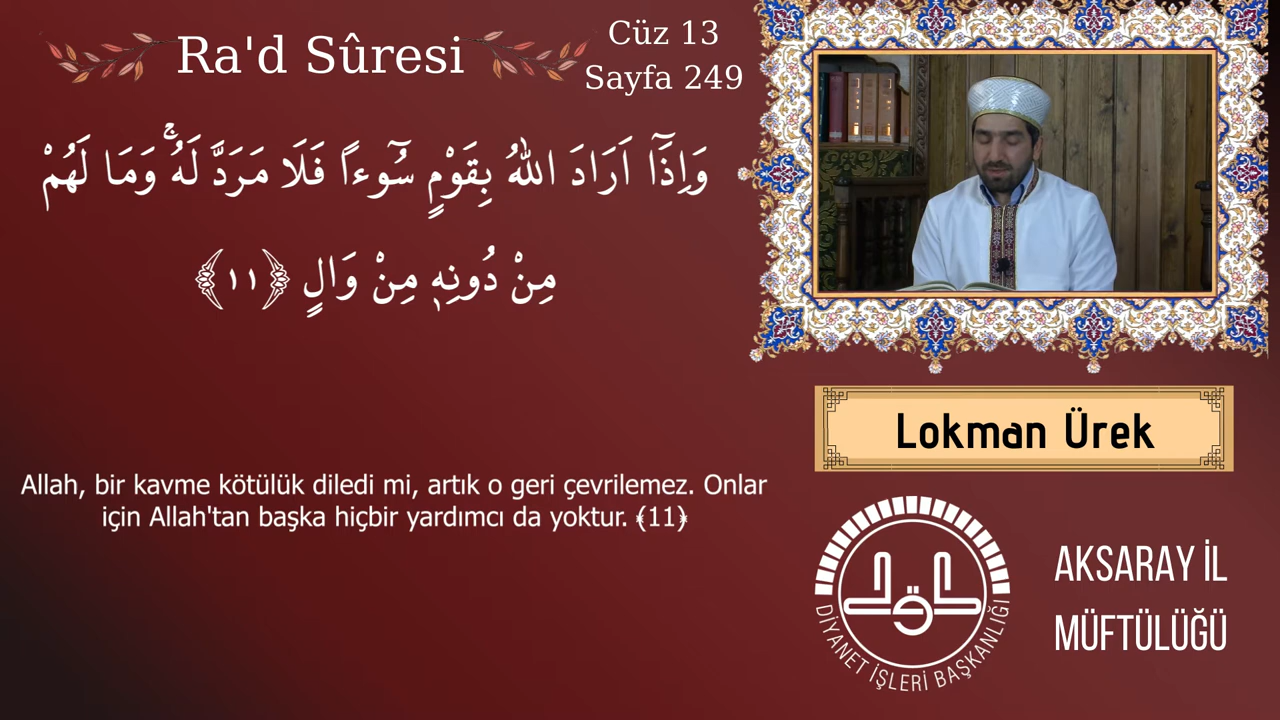 Ra'd Sûresi
Cüz 13
Sayfa 249
وَاِذَٓا اَرَادَ اللّٰهُ بِقَوْمٍ سُٓوءًا فَلَا مَرَدَّ لَهُۚ وَمَا لَهُمْ
مِنْ دُونِه۪ مِنْ وَالٍ ﴿١١﴾
Allah, bir kavme kötülük diledi mi, artık o geri çevrilemez. Onlar
için Allah'tan başka hiçbir yardımcı da yoktur. ﴾11﴿
Lokman Ürek
DİYANET İŞLERİ BAŞKANLIĞI
AKSARAY İL
MÜFTÜLÜĞÜ